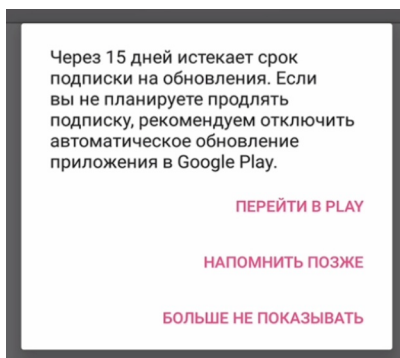 Через 15 дней истекает срок
подписки на обновления. Если
вы не планируете продлять
подписку, рекомендуем отключить
автоматическое обновление
приложения в Google Play.
ПЕРЕЙТИ В PLAY
НАПОМНИТЬ ПОЗЖЕ
БОЛЬШЕ НЕ ПОКАЗЫВАТЬ